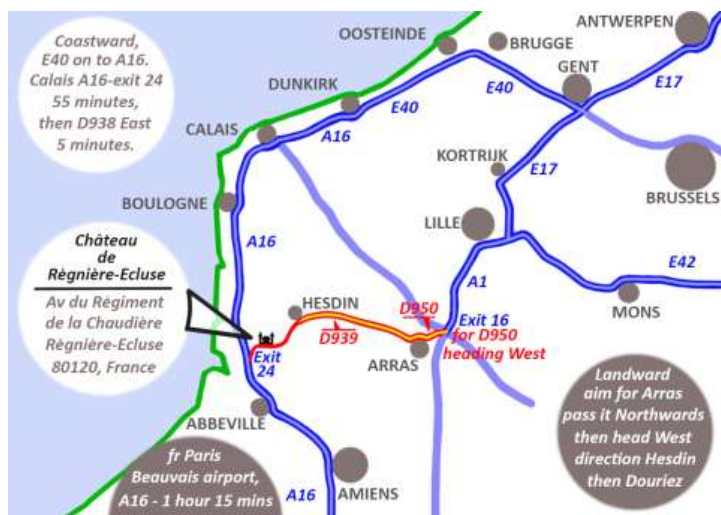 Coastward,
E40 on to A16.
Calais A16-exit 24
55 minutes,
then D938 East
5 minutes.
OOSTEINDE
BRUGGE
ANTWERPEN
GENT
E17
DUNKIRK
E40
E40
A16
CALAIS
KORTRIJK
E17
BRUSSELS
BOULOGNE
LILLE
A16
A1
E42
MONS
Château
de
Règnière-Ecluse
Av du Règiment
de la Chaudière
Règnière-Ecluse
80120, France
HESDIN
D950
D939
Exit 16
for D950
heading West
ARRAS
Exit
24
ABBEVILLE
AMIENS
A16
fr Paris
Beauvais airport,
A16 - 1 hour 15 mins
Landward
aim for Arras
pass it Northwards
then head West
direction Hesdin
then Douriez